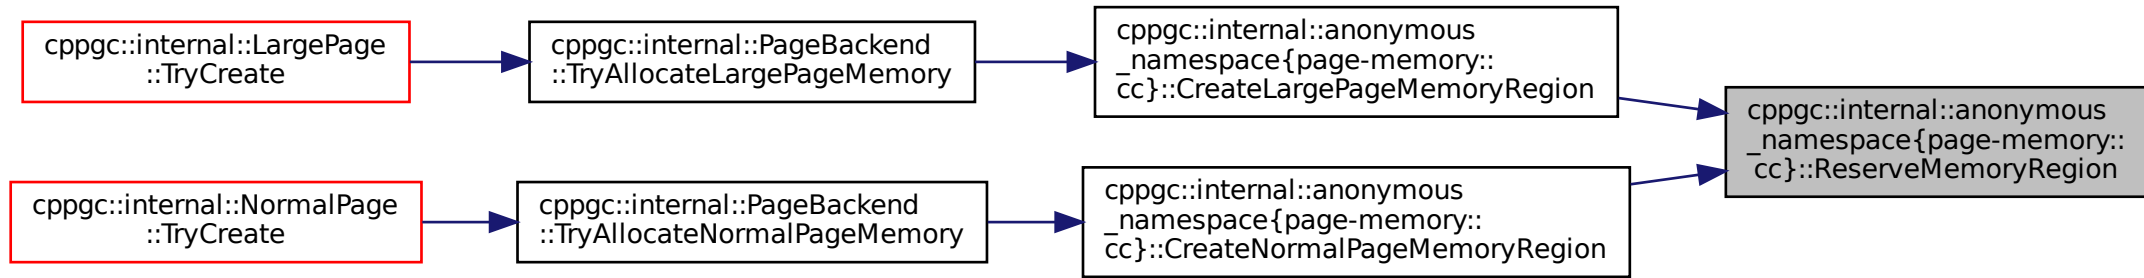 cppgc::internal::LargePage
::TryCreate
cppgc::internal::PageBackend
::TryAllocateLargePageMemory
cppgc::internal::anonymous
_namespace{page-memory::
cc}::CreateLargePageMemoryRegion
cppgc::internal::anonymous
_namespace{page-memory::
cc}::ReserveMemoryRegion
cppgc::internal::NormalPage
::TryCreate
cppgc::internal::PageBackend
::TryAllocateNormalPageMemory
cppgc::internal::anonymous
_namespace{page-memory::
cc}::CreateNormalPageMemoryRegion